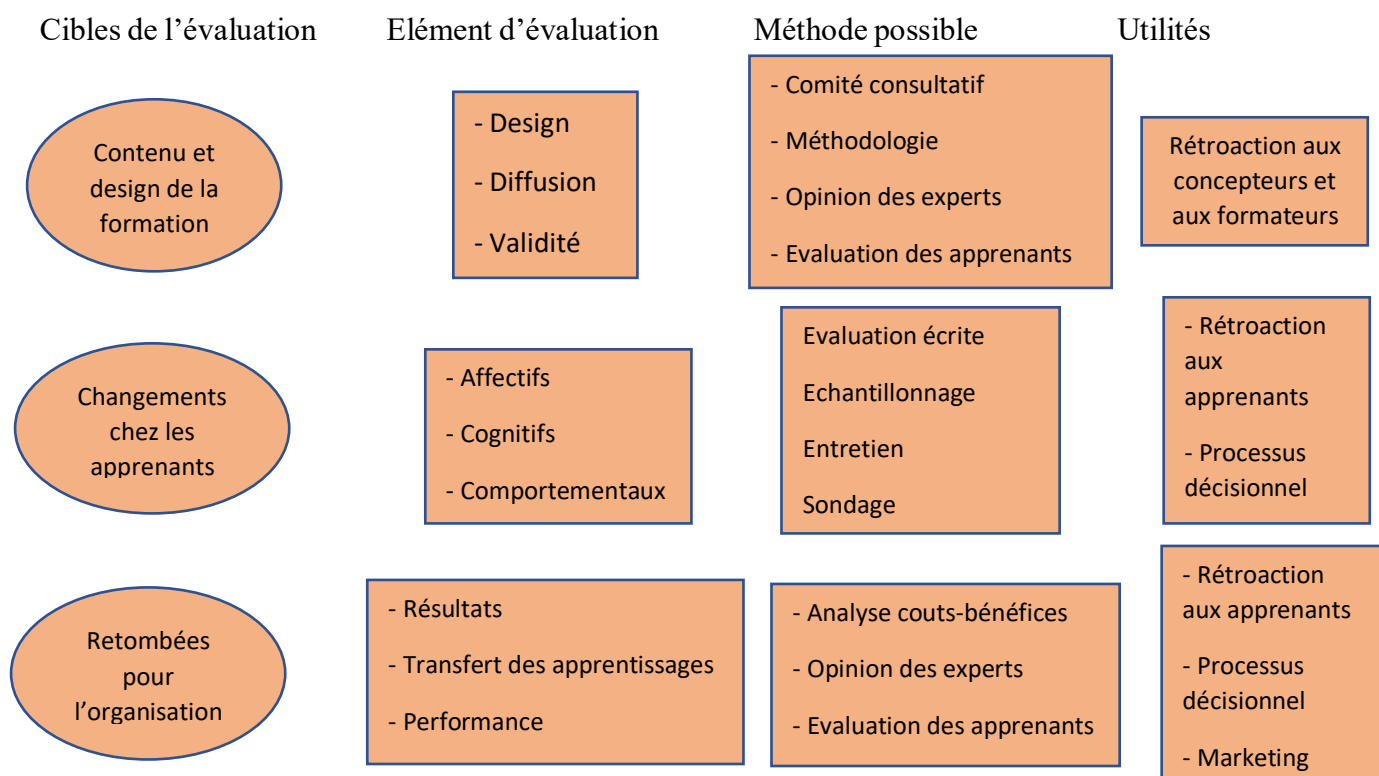 Cibles de l’évaluation
Elément d’évaluation
Méthode possible
Utilités
Contenu et
design de la
formation
- Design
- Diffusion
- Validité
- Comité consultatif
- Méthodologie
- Opinion des experts
- Evaluation des apprenants
Rétroaction aux
concepteurs et
aux formateurs
Changements
chez les
apprenants
- Affectifs
- Cognitifs
- Comportementaux
Evaluation écrite
Echantillonnage
Entretien
Sondage
- Rétroaction
aux
apprenants
- Processus
décisionnel
Retombées
pour
l’organisation
- Résultats
- Transfert des apprentissages
- Performance
- Analyse couts-bénéfices
- Opinion des experts
- Evaluation des apprenants
- Rétroaction
aux apprenants
- Processus
décisionnel
- Marketing